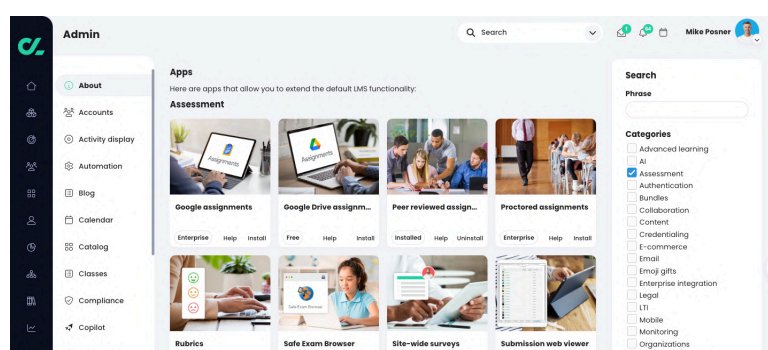 Admin
Search
1
Mike Posner
About
Accounts
Activity display
Automation
Blog
Calendar
Catalog
Classes
Compliance
Copilot
Apps
Here are apps that allow you to extend the default LMS functionality:
Assessment
Assignments
Assignments
Google assignments
Google Drive assignm...
Peer reviewed assign...
Proctored assignments
Enterprise Help Install
Free Help Install
Installed Help Uninstall
Enterprise Help Install
Safe Exam Browser
Rubrics
Safe Exam Browser
Site-wide surveys
Submission web viewer
Search
Phrase
Categories
Advanced learning
AI
Assessment
Authentication
Bundles
Collaboration
Content
Credentialing
E-commerce
Email
Emoji gifts
Enterprise integration
Legal
LTI
Mobile
Monitoring
Organizations